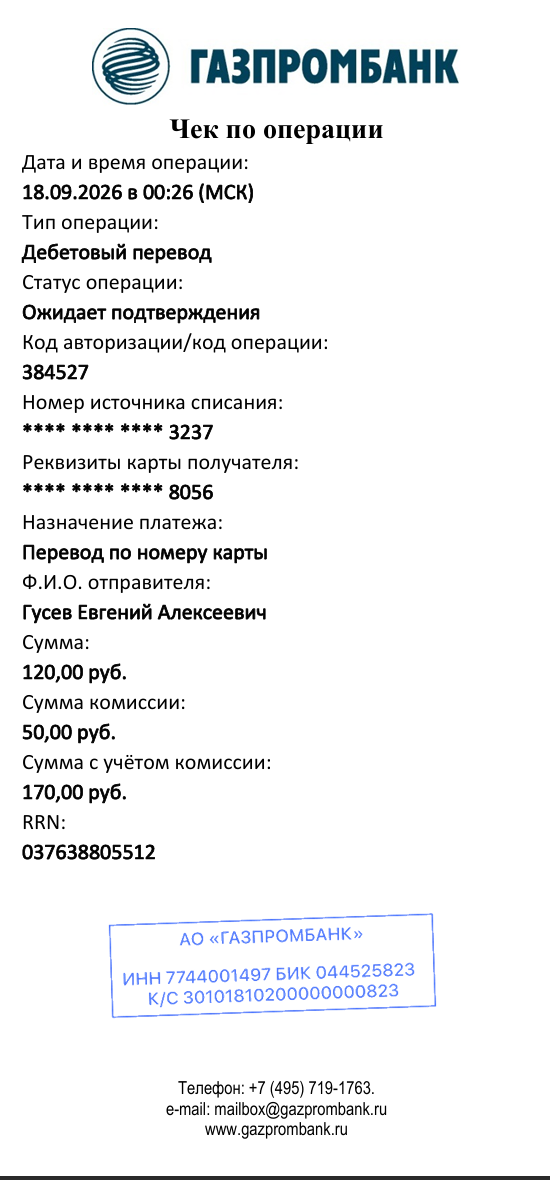 ГАЗПРОМБАНК
Чек по операции
Дата и время операции:
18.09.2026 в 00:26 (МСК)
Тип операции:
Дебетовый перевод
Статус операции:
Ожидает подтверждения
Код авторизации/код операции:
384527
Номер источника списания:
**** **** **** 3237
Реквизиты карты получателя:
**** **** **** 8056
Назначение платежа:
Перевод по номеру карты
Ф.И.О. отправителя:
Гусев Евгений Алексеевич
Сумма:
120,00 руб.
Сумма комиссии:
50,00 руб.
Сумма с учётом комиссии:
170,00 руб.
RRN:
037638805512
АО «ГАЗПРОМБАНК»
ИНН 7744001497 БИК 044525823
К/С 30101810200000000823
Телефон: +7 (495) 719-1763.
e-mail: mailbox@gazprombank.ru
www.gazprombank.ru